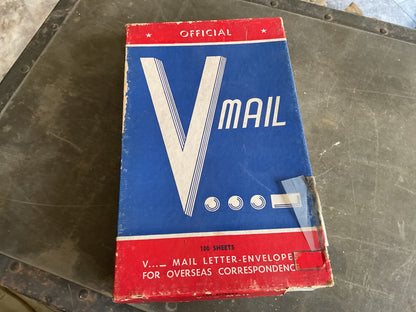 OFFICIAL
V...— MAIL
100 SHEETS
V...— MAIL LETTER-ENVELOPE
FOR OVERSEAS CORRESPONDENCE